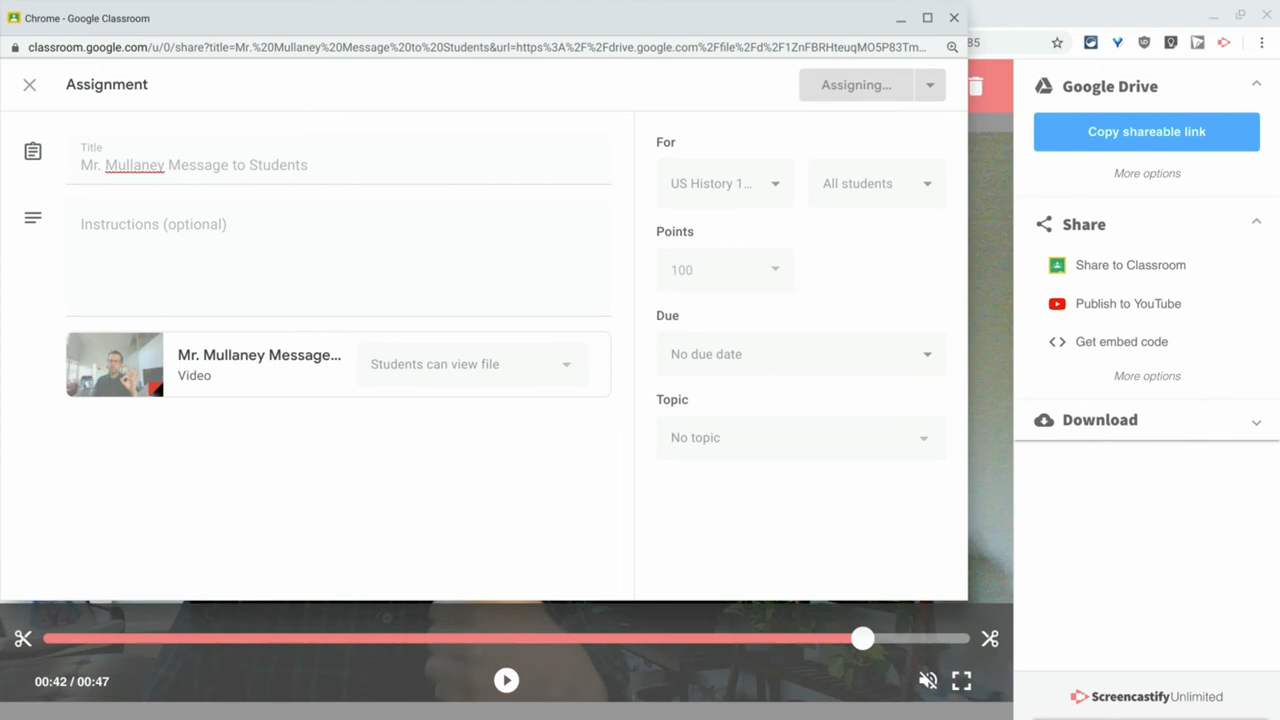 Chrome - Google Classroom
classroom.google.com/u/0/share?title=Mr.%20Mullaney%20Message%20to%20Students&url=https%3A%2F%2Fdrive.google.com%2Ffile%2Fd%2F1ZnFBRHteuqMO5P83Tm...
85
Assignment
Assigning...
Title
Mr. Mullaney Message to Students
Instructions (optional)
Mr. Mullaney Message...
Video
Students can view file
For
US History 1...
All students
Points
100
Due
No due date
Topic
No topic
Google Drive
Copy shareable link
More options
Share
Share to Classroom
Publish to YouTube
Get embed code
More options
Download
00:42 / 00:47
Screencastify Unlimited